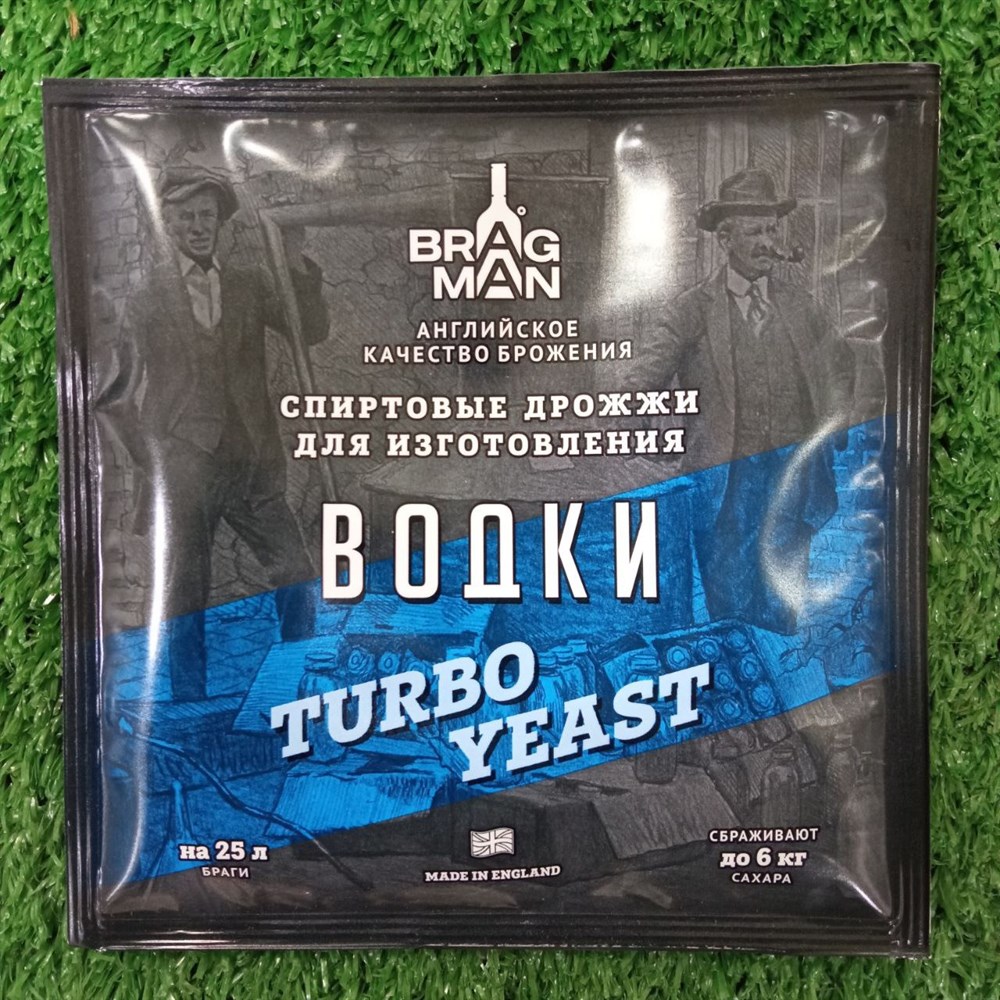 BRAG
MAN
АНГЛИЙСКОЕ
КАЧЕСТВО БРОЖЕНИЯ
СПИРТОВЫЕ ДРОЖЖИ
ДЛЯ ИЗГОТОВЛЕНИЯ
ВОДКИ
TURBO
YEAST
на 25 л
БРАГИ
MADE IN ENGLAND
СБРАЖИВАЮТ
до 6 кг
САХАРА